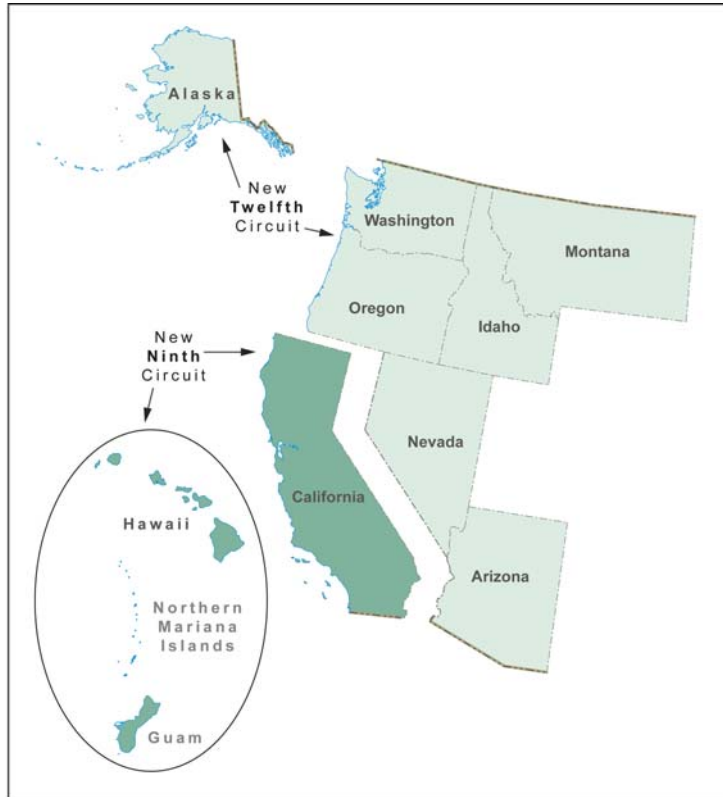 Alaska
New
Twelfth
Circuit
Washington
Montana
Oregon
Idaho
New
Ninth
Circuit
Nevada
California
Hawaii
Arizona
Northern
Mariana
Islands
Guam